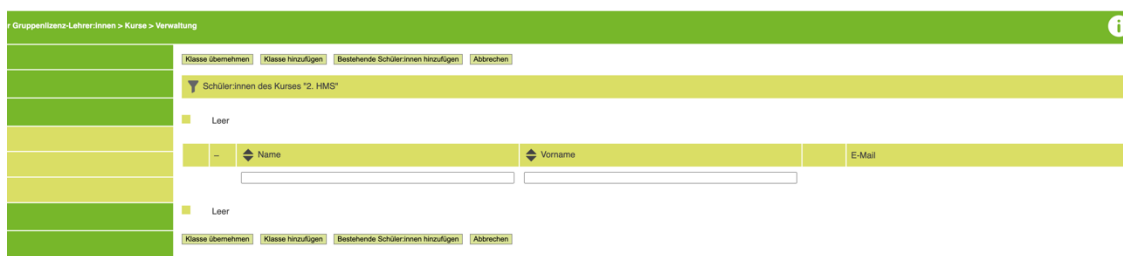 r Gruppenlizenz-Lehrer:innen > Kurse > Verwaltung
i
Klasse übernehmen Klasse hinzufügen Bestehende Schüler:innen hinzufügen Abbrechen
Schüler:innen des Kurses "2. HMS"
Leer
-- Name Vorname E-Mail
Leer
Klasse übernehmen Klasse hinzufügen Bestehende Schüler:innen hinzufügen Abbrechen